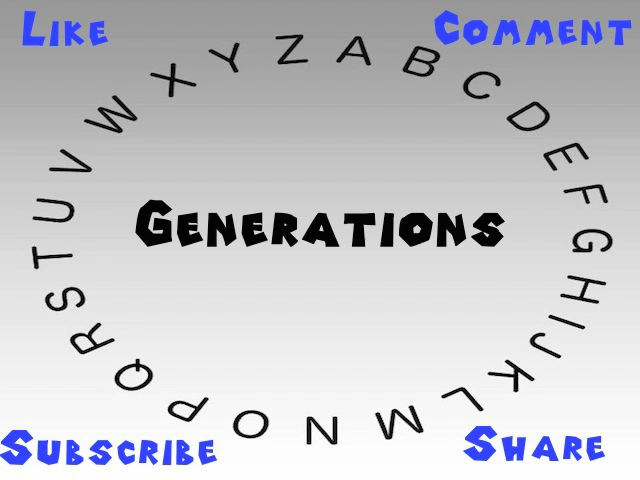 Like
Comment
A B C D E F G H I J K L M N O P Q R S T U V W X Y Z
Generations
Subscribe
Share